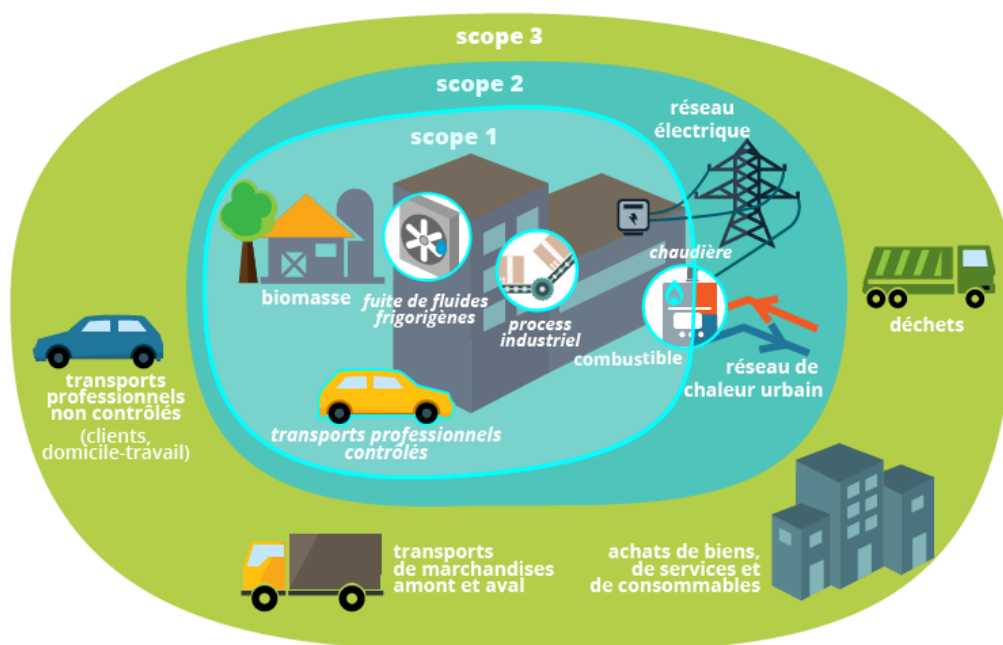 scope 3
scope 2
scope 1
réseau
électrique
biomasse
fuite de fluides
frigorigènes
process
industriel
chaudière
combustible
réseau de
chaleur urbain
déchets
transports
professionnels
non contrôlés
(clients,
domicile-travail)
transports professionnels
contrôlés
transports
de marchandises
amont et aval
achats de biens,
de services et
de consommables